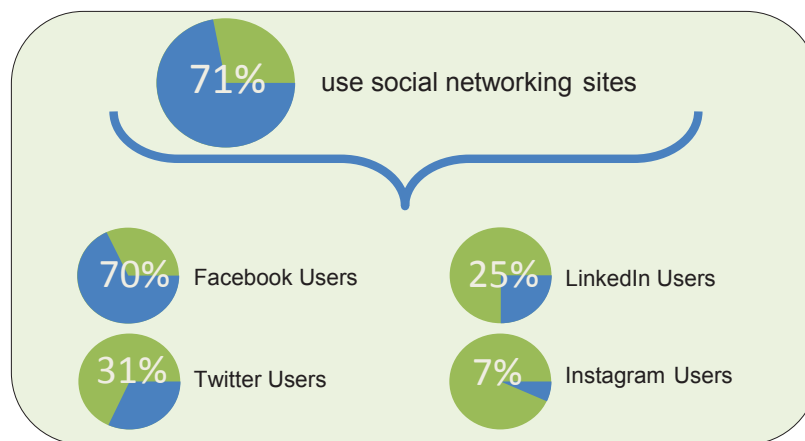 71% use social networking sites
70% Facebook Users
25% LinkedIn Users
31% Twitter Users
7% Instagram Users